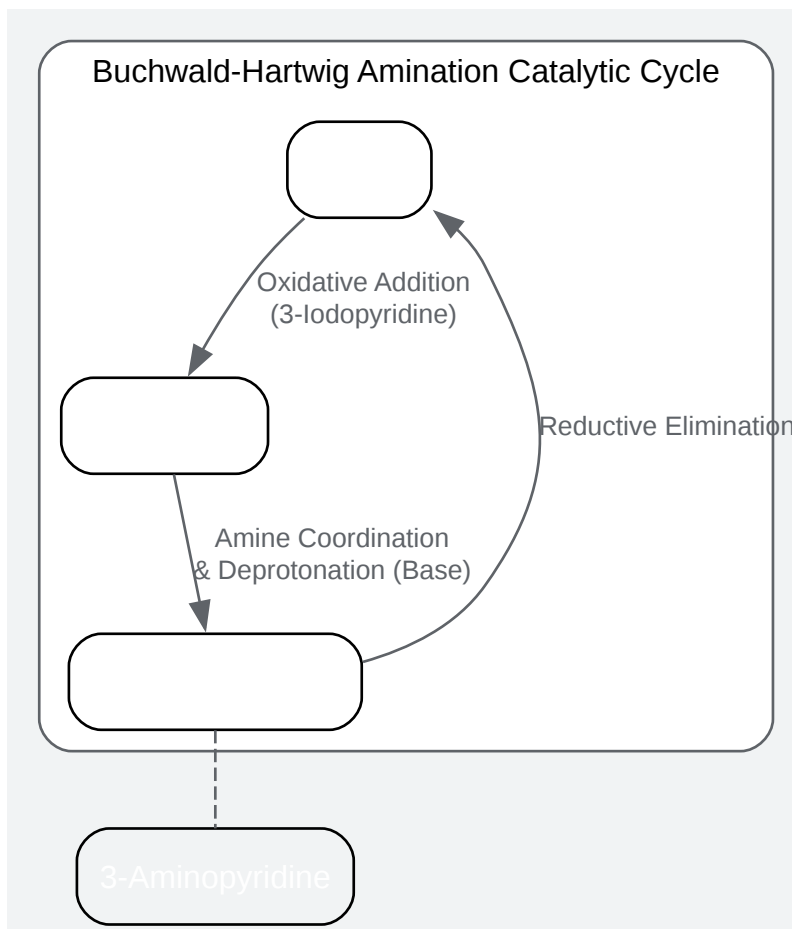 Buchwald-Hartwig Amination Catalytic Cycle
Oxidative Addition
(3-Iodopyridine)
Reductive Elimination
Amine Coordination
& Deprotonation (Base)
3-Aminopyridine